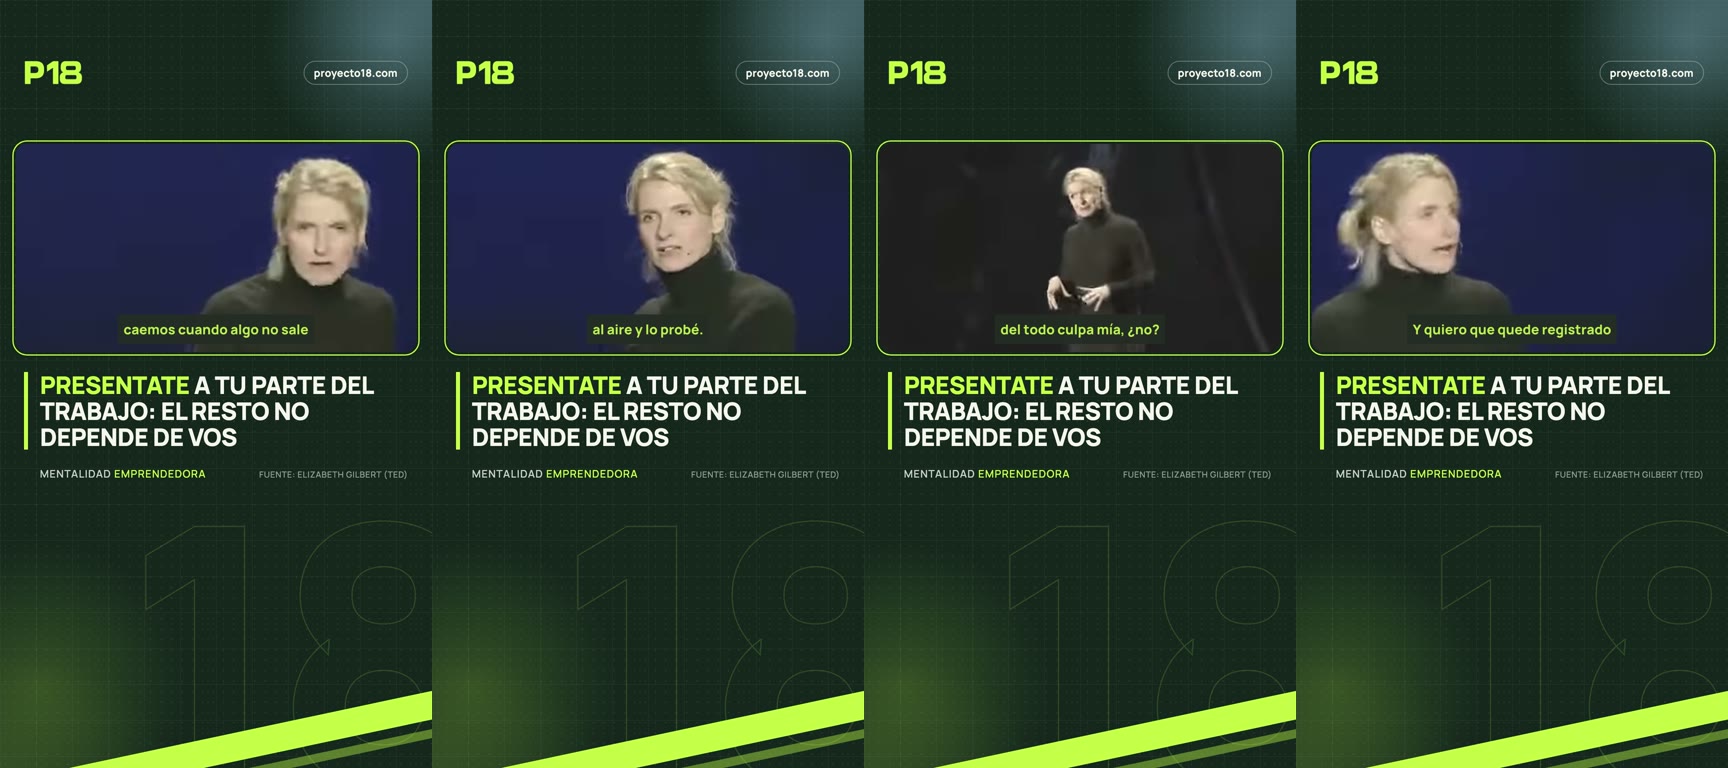 P18
proyecto18.com
caemos cuando algo no sale
PRESENTATE A TU PARTE DEL
TRABAJO: EL RESTO NO
DEPENDE DE VOS
MENTALIDAD EMPRENDEDORA
FUENTE: ELIZABETH GILBERT (TED)
18
P18
proyecto18.com
al aire y lo probé.
PRESENTATE A TU PARTE DEL
TRABAJO: EL RESTO NO
DEPENDE DE VOS
MENTALIDAD EMPRENDEDORA
FUENTE: ELIZABETH GILBERT (TED)
18
P18
proyecto18.com
del todo culpa mía, ¿no?
PRESENTATE A TU PARTE DEL
TRABAJO: EL RESTO NO
DEPENDE DE VOS
MENTALIDAD EMPRENDEDORA
FUENTE: ELIZABETH GILBERT (TED)
18
P18
proyecto18.com
Y quiero que quede registrado
PRESENTATE A TU PARTE DEL
TRABAJO: EL RESTO NO
DEPENDE DE VOS
MENTALIDAD EMPRENDEDORA
FUENTE: ELIZABETH GILBERT (TED)
18